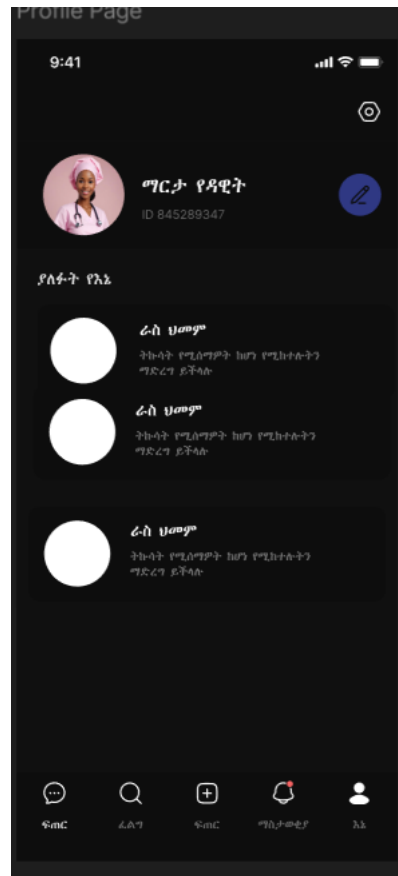 Profile Page
9:41
ማርታ የዳዊት
ID 845289347
ያለፉት የእኔ
ራስ ህመም
ትኩሳት የሚሰማዎት ከሆነ የሚከተሉትን
ማድረግ ይችላሉ
ራስ ህመም
ትኩሳት የሚሰማዎት ከሆነ የሚከተሉትን
ማድረግ ይችላሉ
ራስ ህመም
ትኩሳት የሚሰማዎት ከሆነ የሚከተሉትን
ማድረግ ይችላሉ
ፍጠር ፈልግ ፍጠር ማስታወቂያ እኔ